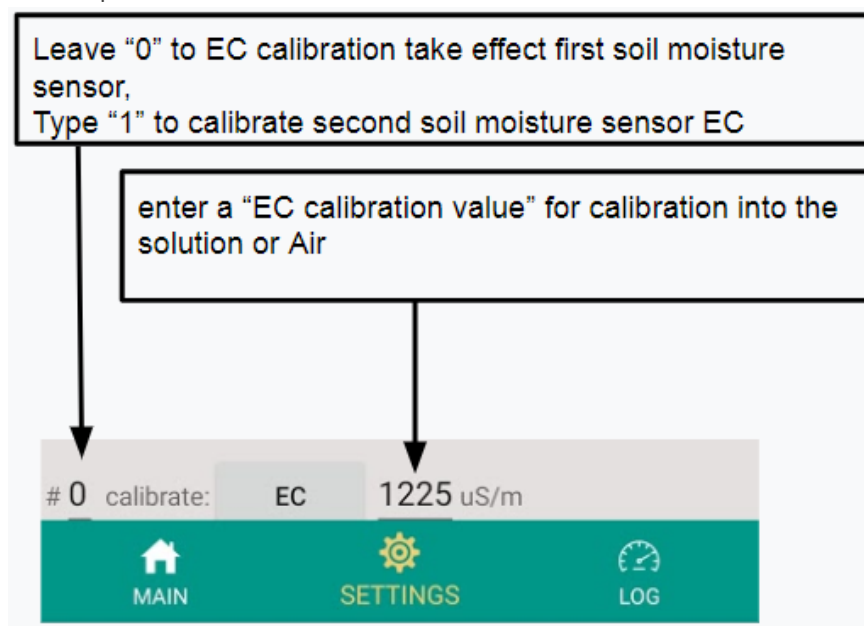 Leave “0” to EC calibration take effect first soil moisture
sensor,
Type “1” to calibrate second soil moisture sensor EC
enter a “EC calibration value” for calibration into the
solution or Air
# 0 calibrate: EC 1225 uS/m
MAIN SETTINGS LOG